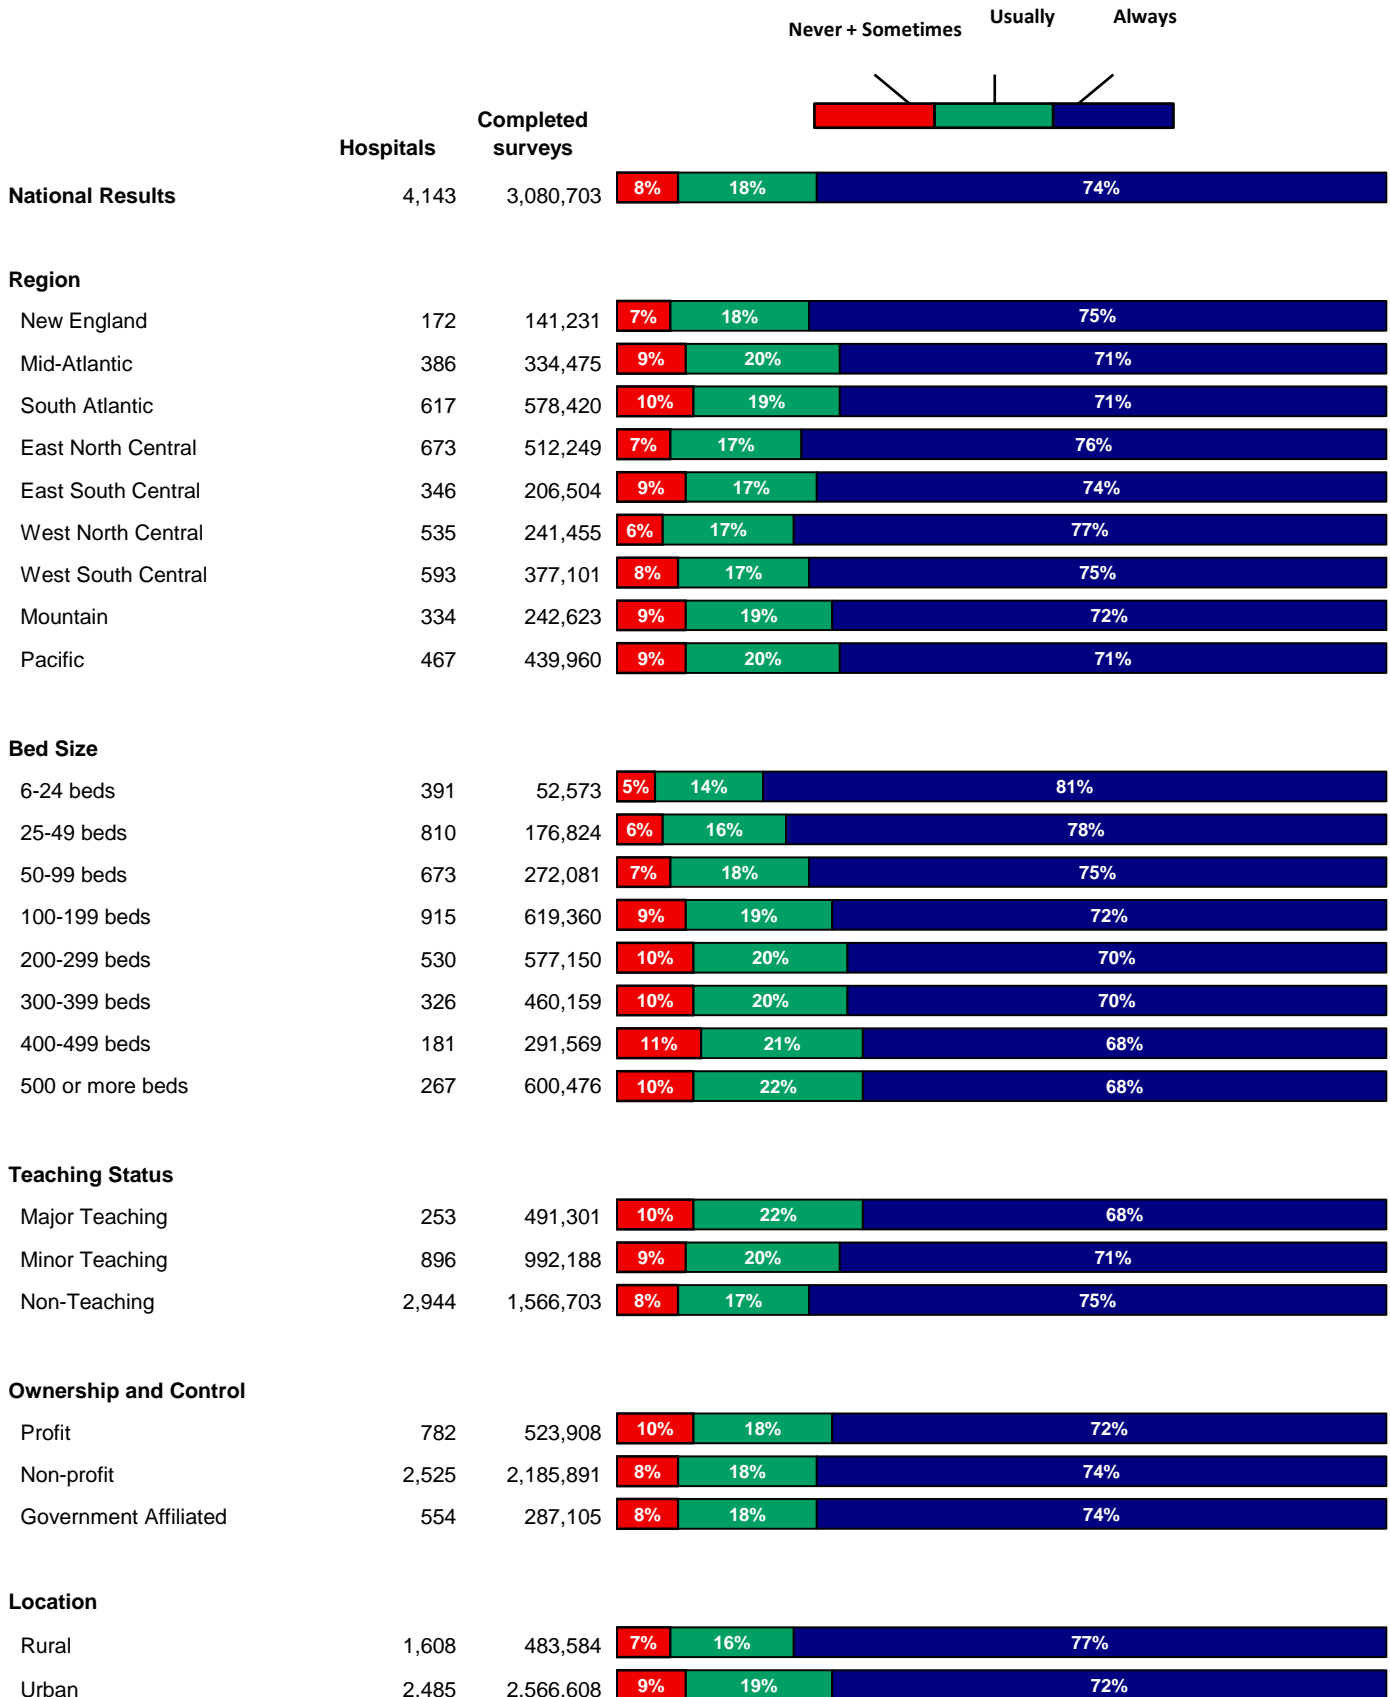 Never + Sometimes Usually Always
Hospitals Completed surveys
National Results 4,143 3,080,703 8% 18% 74%
Region
New England 172 141,231 7% 18% 75%
Mid-Atlantic 386 334,475 9% 20% 71%
South Atlantic 617 578,420 10% 19% 71%
East North Central 673 512,249 7% 17% 76%
East South Central 346 206,504 9% 17% 74%
West North Central 535 241,455 6% 17% 77%
West South Central 593 377,101 8% 17% 75%
Mountain 334 242,623 9% 19% 72%
Pacific 467 439,960 9% 20% 71%
Bed Size
6-24 beds 391 52,573 5% 14% 81%
25-49 beds 810 176,824 6% 16% 78%
50-99 beds 673 272,081 7% 18% 75%
100-199 beds 915 619,360 9% 19% 72%
200-299 beds 530 577,150 10% 20% 70%
300-399 beds 326 460,159 10% 20% 70%
400-499 beds 181 291,569 11% 21% 68%
500 or more beds 267 600,476 10% 22% 68%
Teaching Status
Major Teaching 253 491,301 10% 22% 68%
Minor Teaching 896 992,188 9% 20% 71%
Non-Teaching 2,944 1,566,703 8% 17% 75%
Ownership and Control
Profit 782 523,908 10% 18% 72%
Non-profit 2,525 2,185,891 8% 18% 74%
Government Affiliated 554 287,105 8% 18% 74%
Location
Rural 1,608 483,584 7% 16% 77%
Urban 2,485 2,566,608 9% 19% 72%